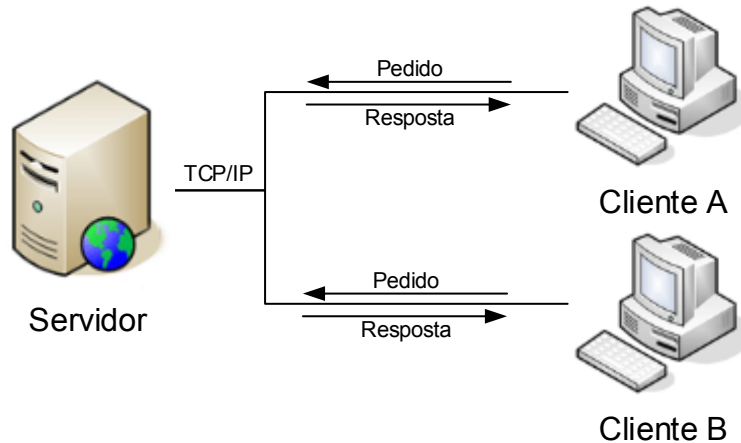 Pedido
Resposta
TCP/IP
Cliente A
Servidor
Pedido
Resposta
Cliente B